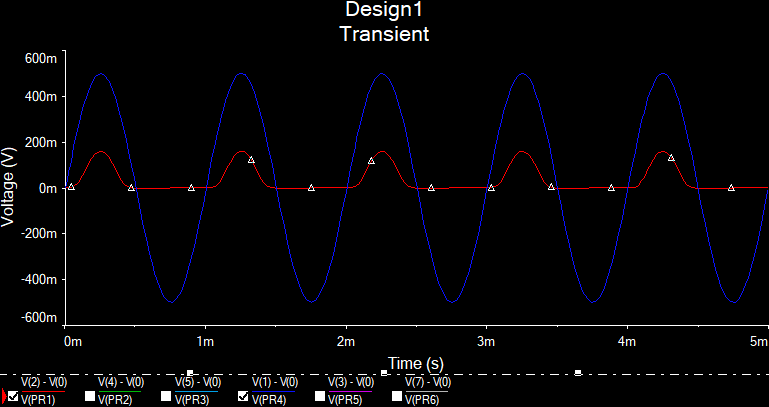 Design1
Transient
Voltage (V)
600m
400m
200m
0m
-200m
-400m
-600m
0m 1m 2m 3m 4m 5m
Time (s)
V(2) - V(0) V(4) - V(0) V(5) - V(0) V(1) - V(0) V(3) - V(0) V(7) - V(0)
V(PR1) V(PR2) V(PR3) V(PR4) V(PR5) V(PR6)